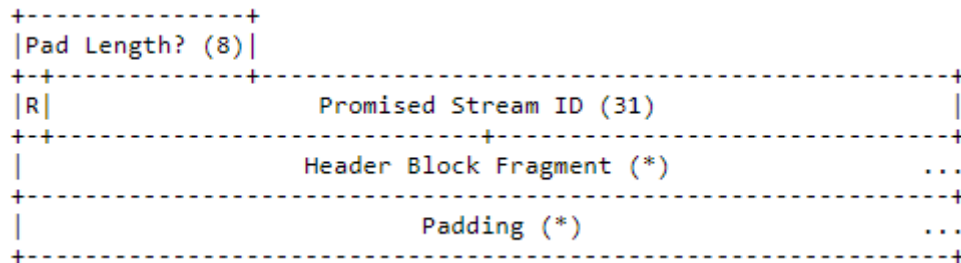 +---------------+
|Pad Length? (8)|
+-+-------------+-----------------------------------------------+
|R|                  Promised Stream ID (31)                    |
+-+-----------------------------+-------------------------------+
|                   Header Block Fragment (*)                 ...
+---------------------------------------------------------------+
|                           Padding (*)                       ...
+---------------------------------------------------------------+